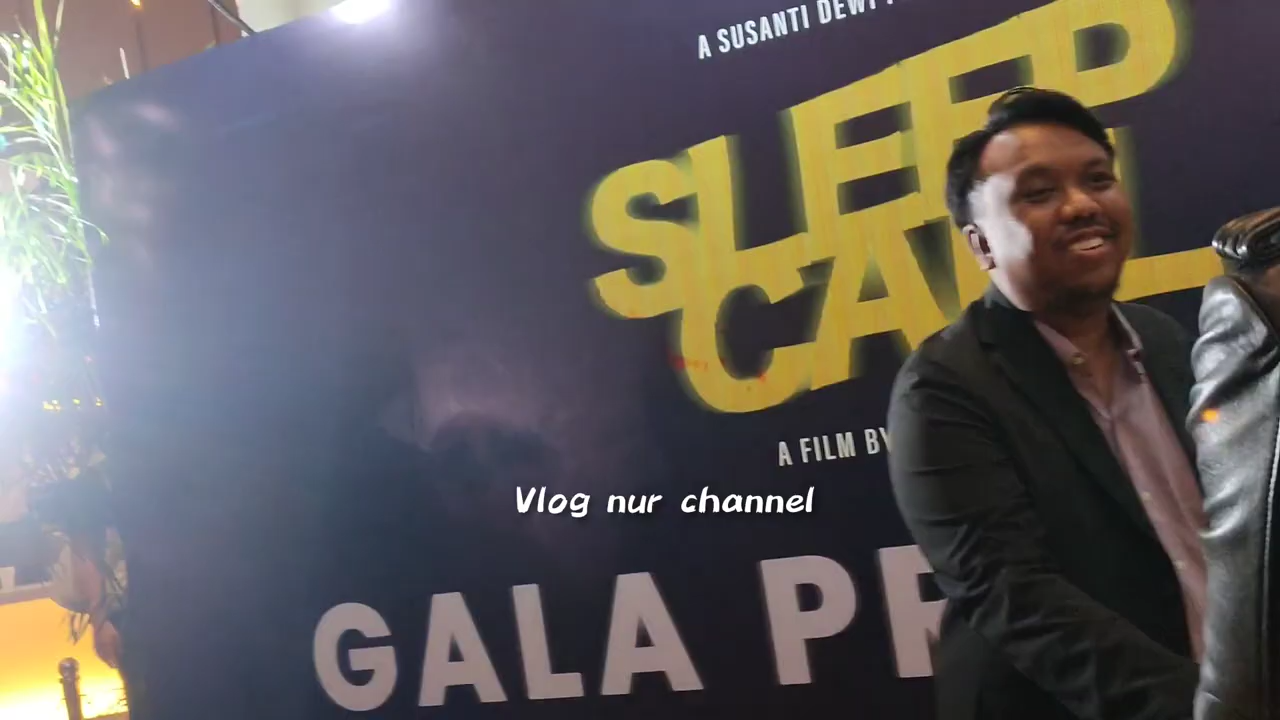 A SUSANTI DEWI
SLEEP
CALL
A FILM BY
Vlog nur channel
GALA PR